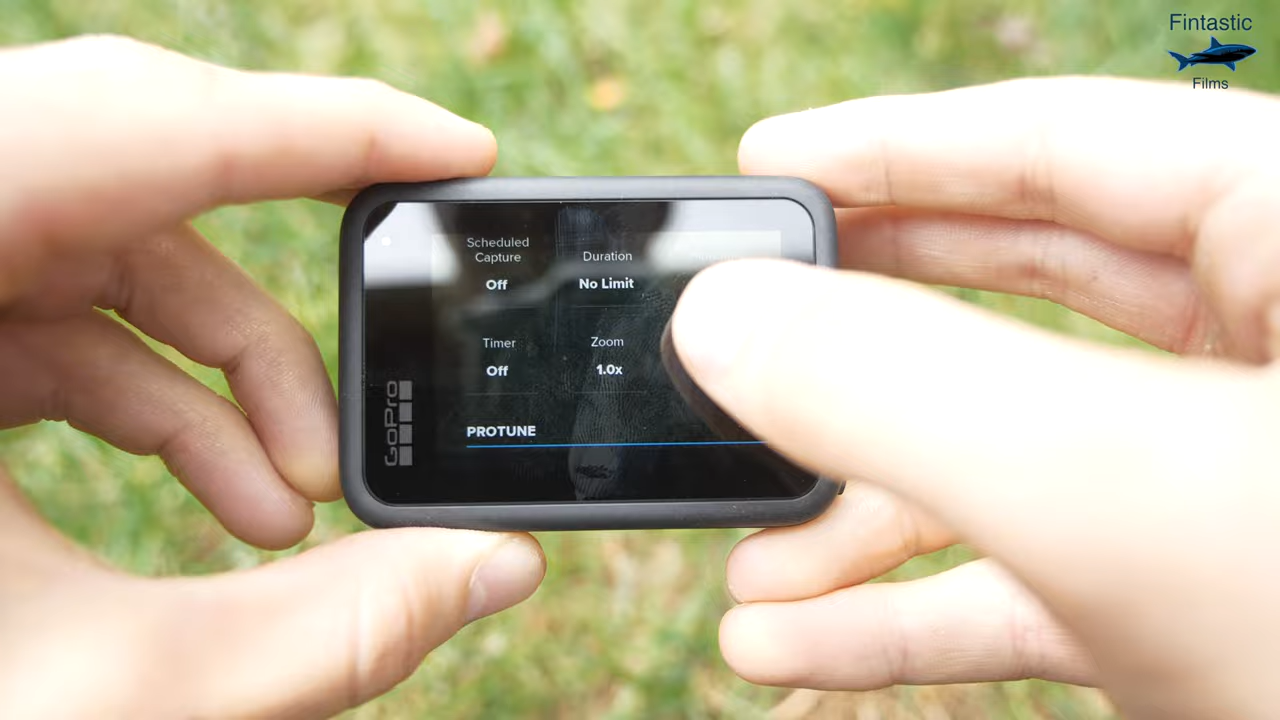 Fintastic
Films
Scheduled
Capture
Duration
Off
No Limit
Timer
Zoom
Off
1.0x
PROTUNE
GoPro